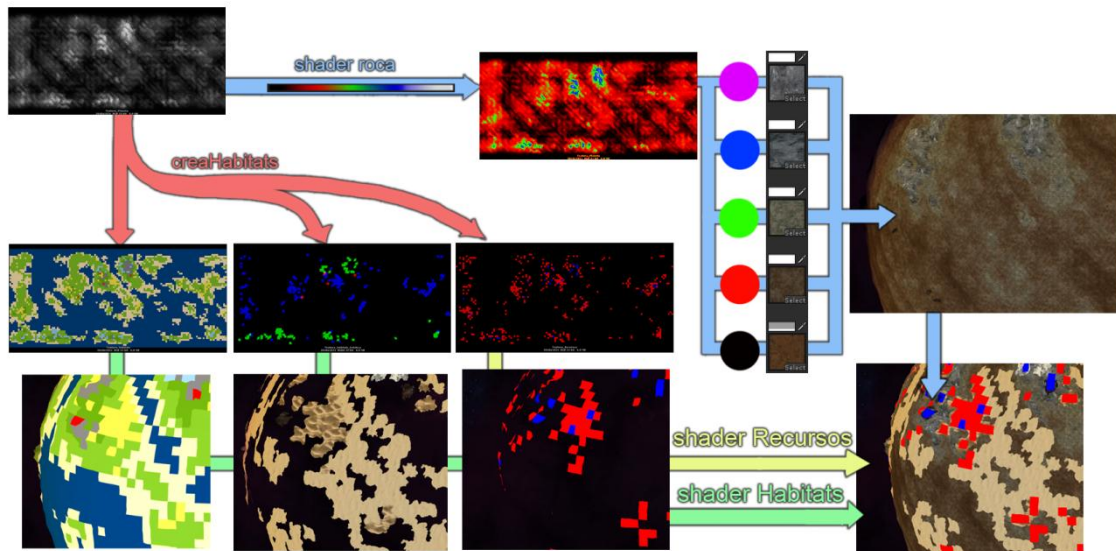 shader roca
creaHabitats
Select
Select
Select
Select
Select
shader Recursos
shader Habitats